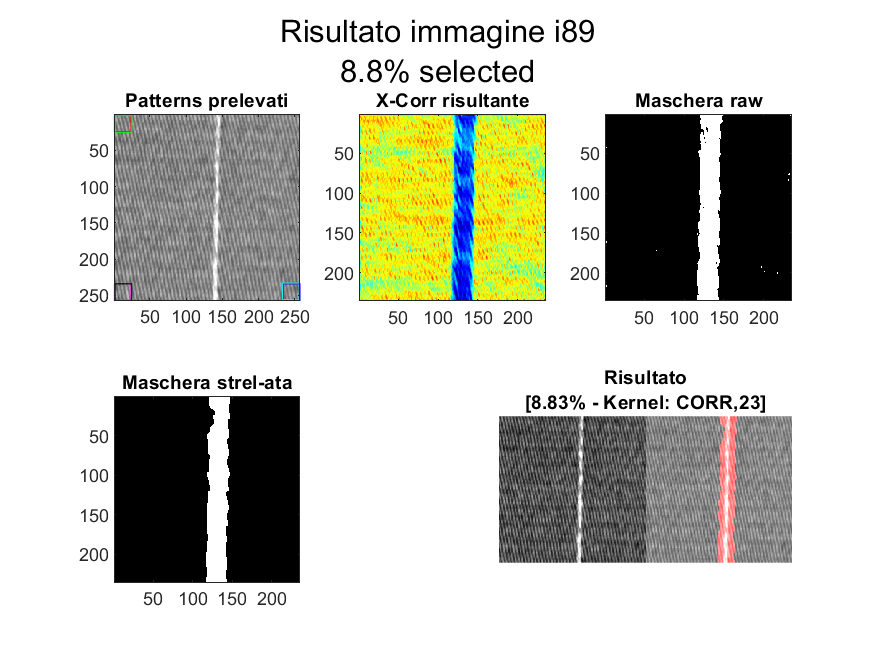 Risultato immagine i89
8.8% selected
Patterns prelevati
50
100
150
200
250
50 100 150 200 250
X-Corr risultante
50
100
150
200
50 100 150 200
Maschera raw
50
100
150
200
50 100 150 200
Maschera strel-ata
50
100
150
200
50 100 150 200
Risultato
[8.83% - Kernel: CORR,23]